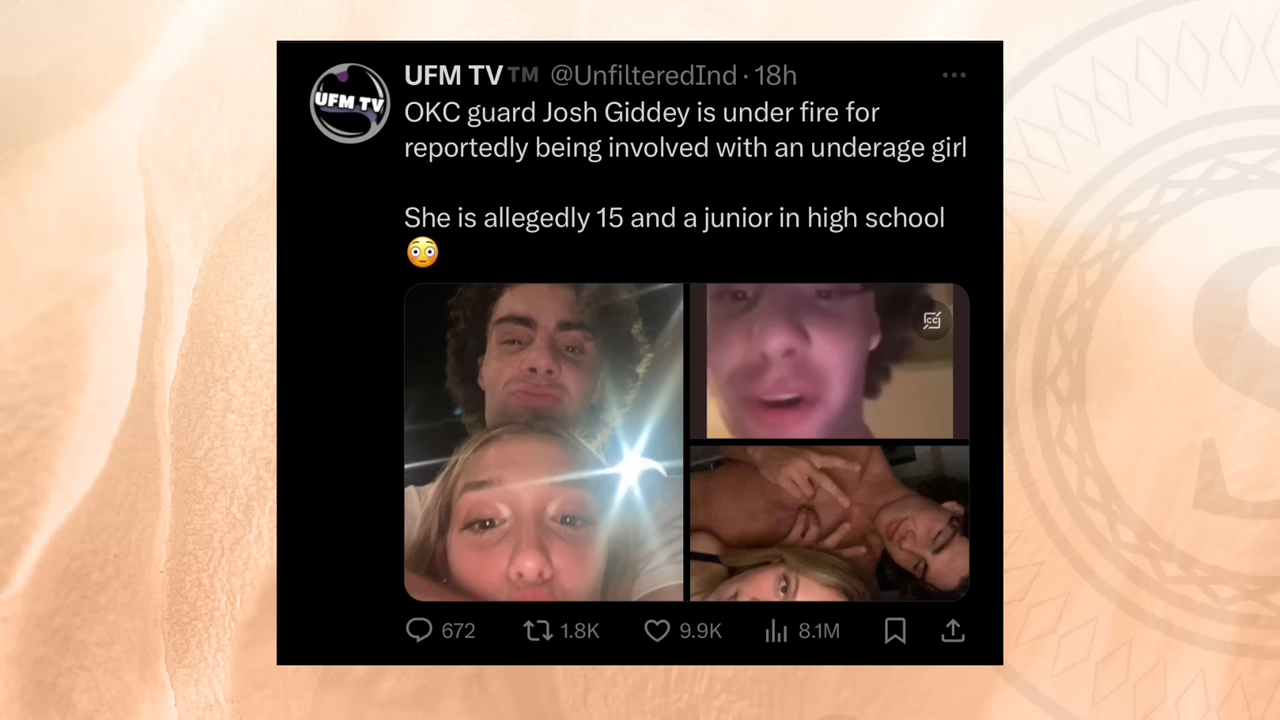 UFM TV™ @UnfilteredInd · 18h
UFM TV
OKC guard Josh Giddey is under fire for
reportedly being involved with an underage girl
She is allegedly 15 and a junior in high school
😳
CC
672 1.8K 9.9K 8.1M
S